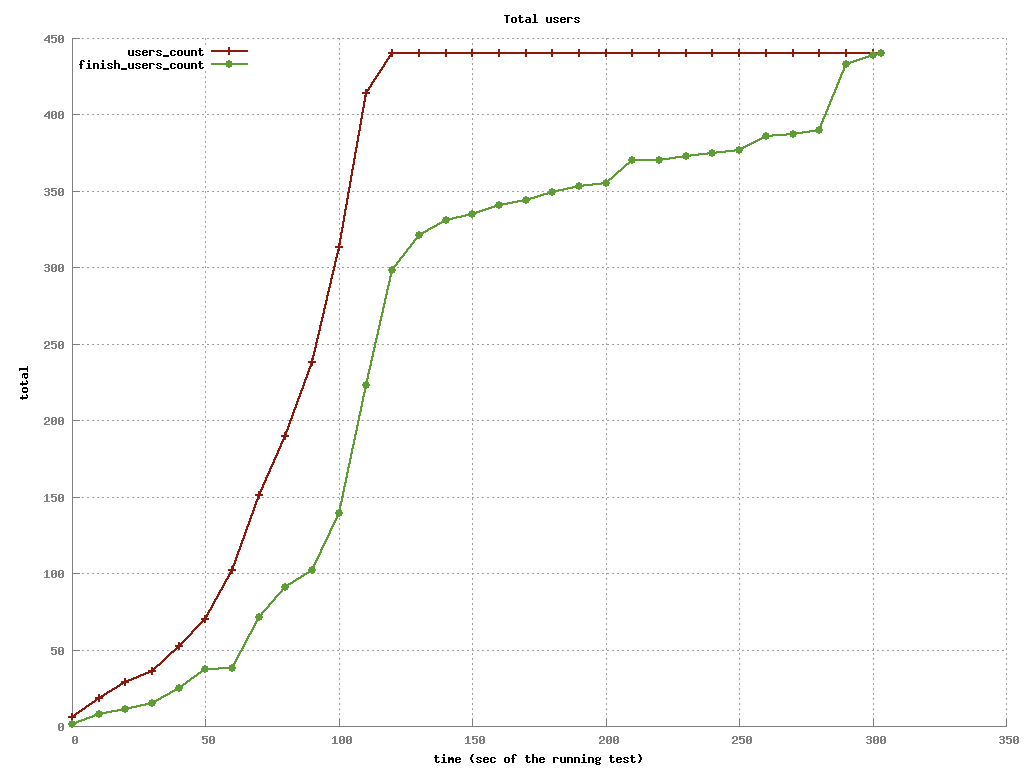 Total users
users_count
finish_users_count
450
400
350
300
250
200
150
100
50
0
total
0 50 100 150 200 250 300 350
time (sec of the running test)